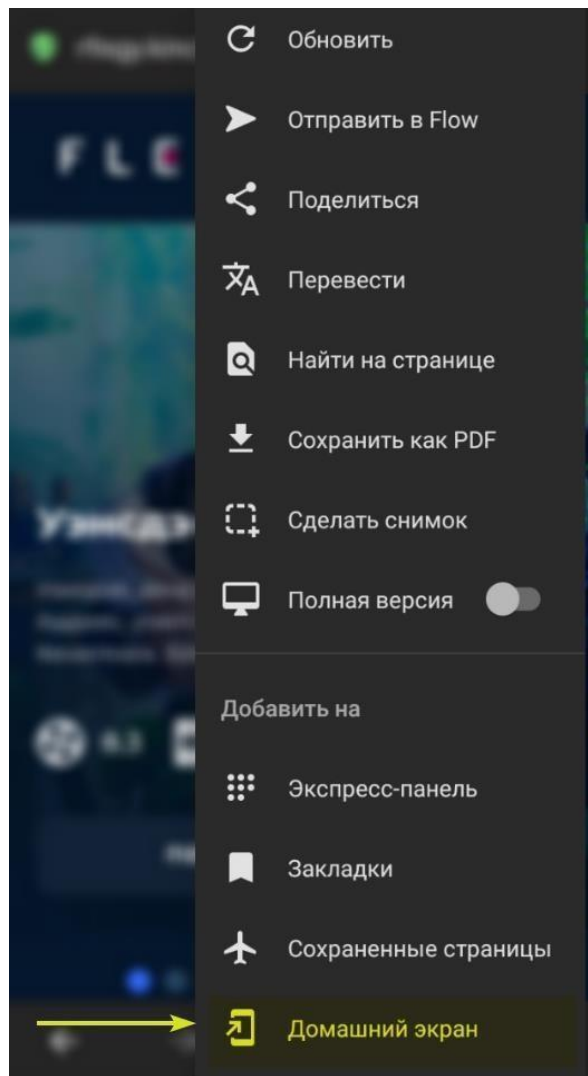 FLE
Обновить
Отправить в Flow
Поделиться
Перевести
Найти на странице
Сохранить как PDF
Сделать снимок
Полная версия
Добавить на
Экспресс-панель
Закладки
Сохраненные страницы
Домашний экран